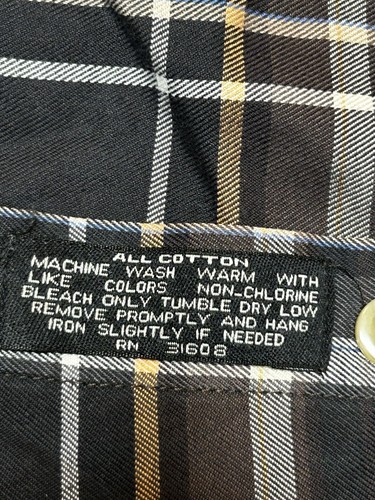 ALL COTTON
MACHINE WASH WARM WITH
LIKE COLORS NON-CHLORINE
BLEACH ONLY TUMBLE DRY LOW
REMOVE PROMPTLY AND HANG
IRON SLIGHTLY IF NEEDED
RN 31608